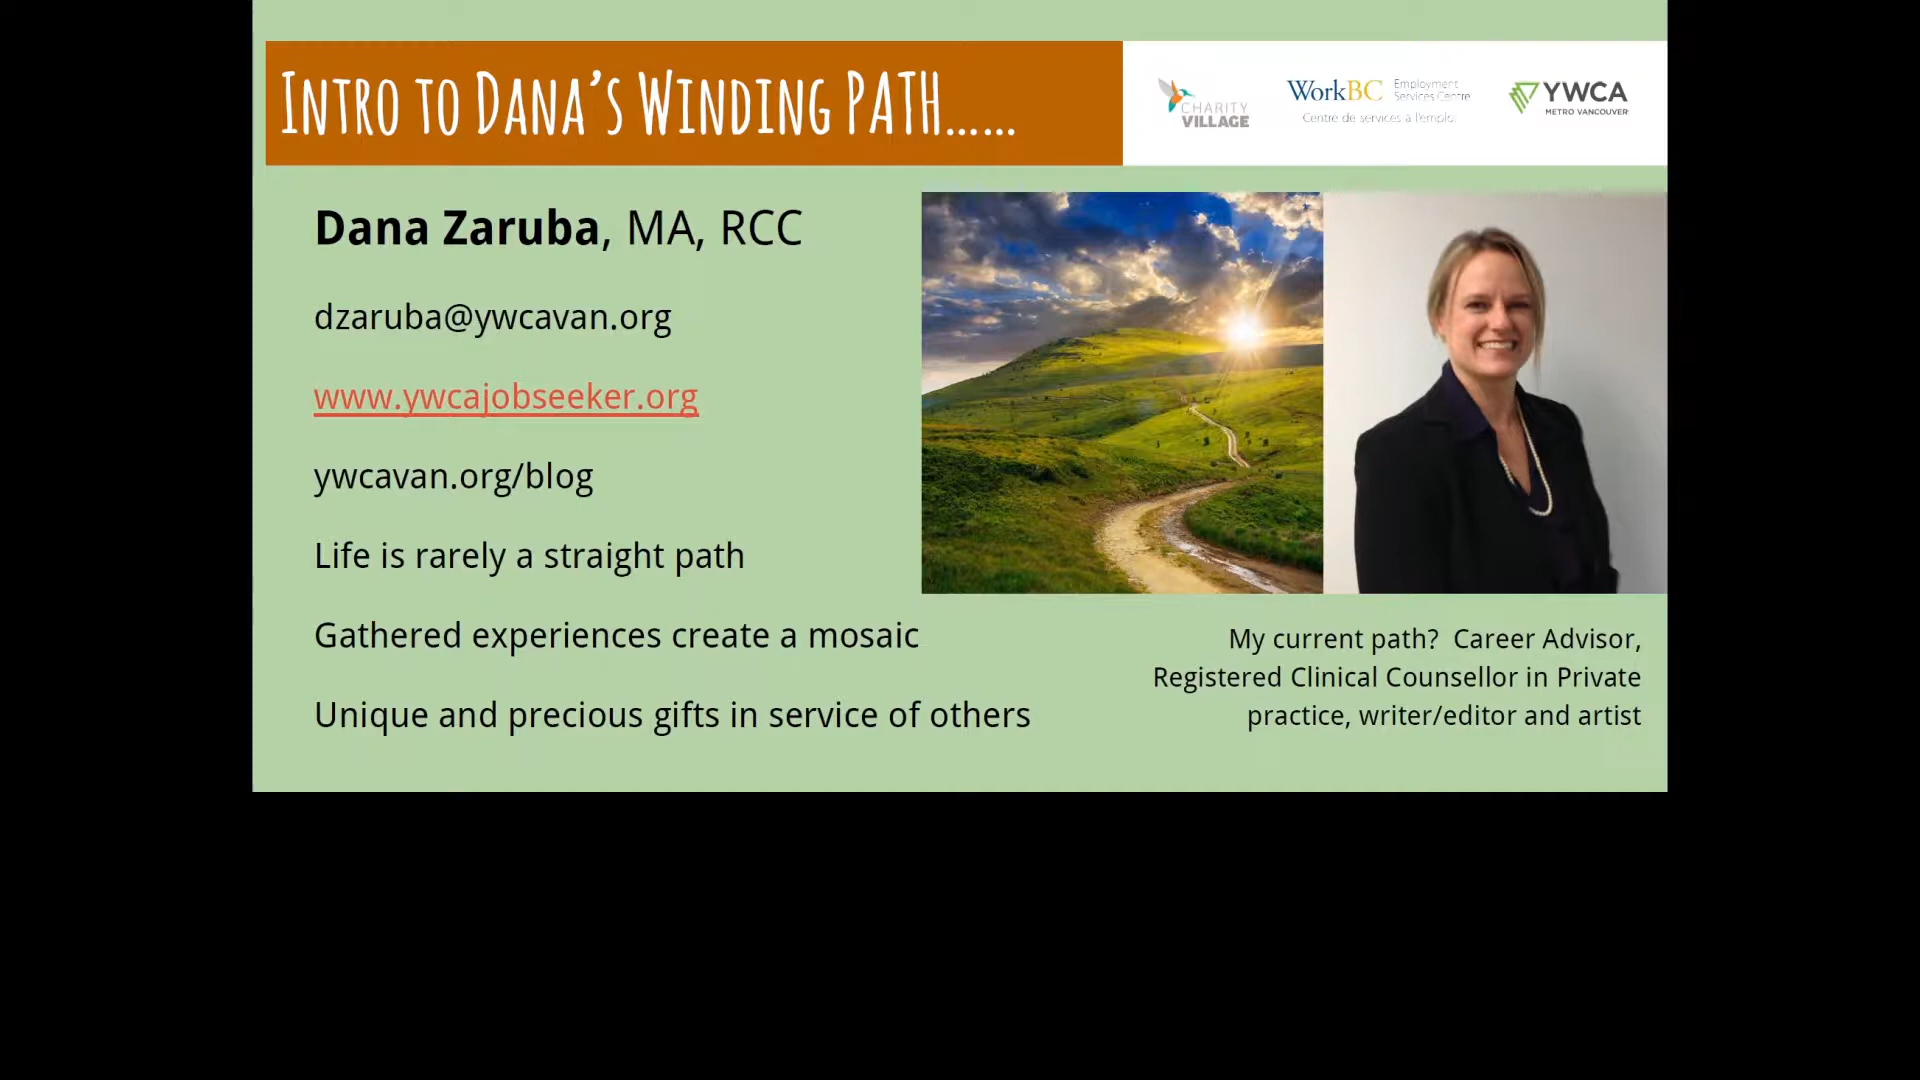 Intro to Dana's Winding PATH......
CHARITY
VILLAGE
WorkBC
Employment
Services Centre
Centre de services à l'emploi
YWCA
METRO VANCOUVER
Dana Zaruba, MA, RCC
dzaruba@ywcavan.org
www.ywcajobseeker.org
ywcavan.org/blog
Life is rarely a straight path
Gathered experiences create a mosaic
Unique and precious gifts in service of others
My current path?  Career Advisor,
Registered Clinical Counsellor in Private
practice, writer/editor and artist